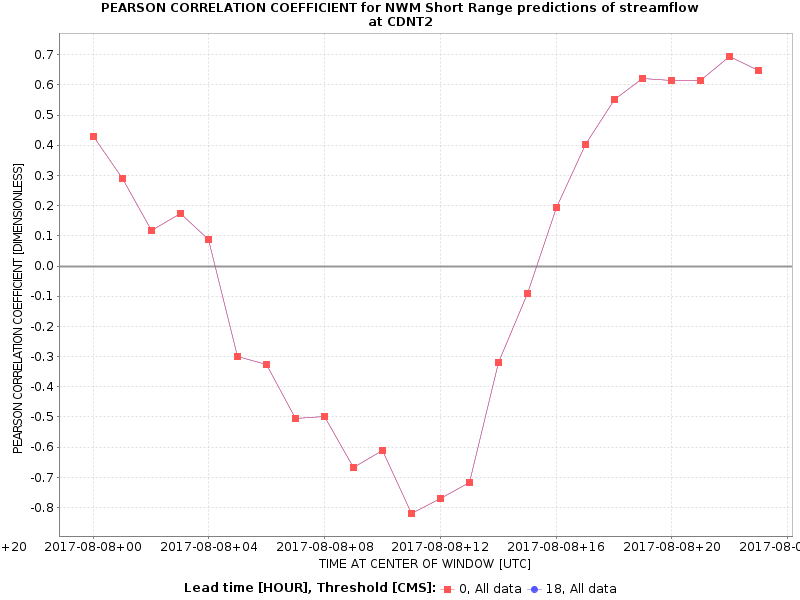 PEARSON CORRELATION COEFFICIENT for NWM Short Range predictions of streamflow
at CDNT2
PEARSON CORRELATION COEFFICIENT [DIMENSIONLESS]
0.7
0.6
0.5
0.4
0.3
0.2
0.1
0.0
-0.1
-0.2
-0.3
-0.4
-0.5
-0.6
-0.7
-0.8
+20 2017-08-08+00 2017-08-08+04 2017-08-08+08 2017-08-08+12 2017-08-08+16 2017-08-08+20 2017-08-0
TIME AT CENTER OF WINDOW [UTC]
Lead time [HOUR], Threshold [CMS]: 0, All data 18, All data